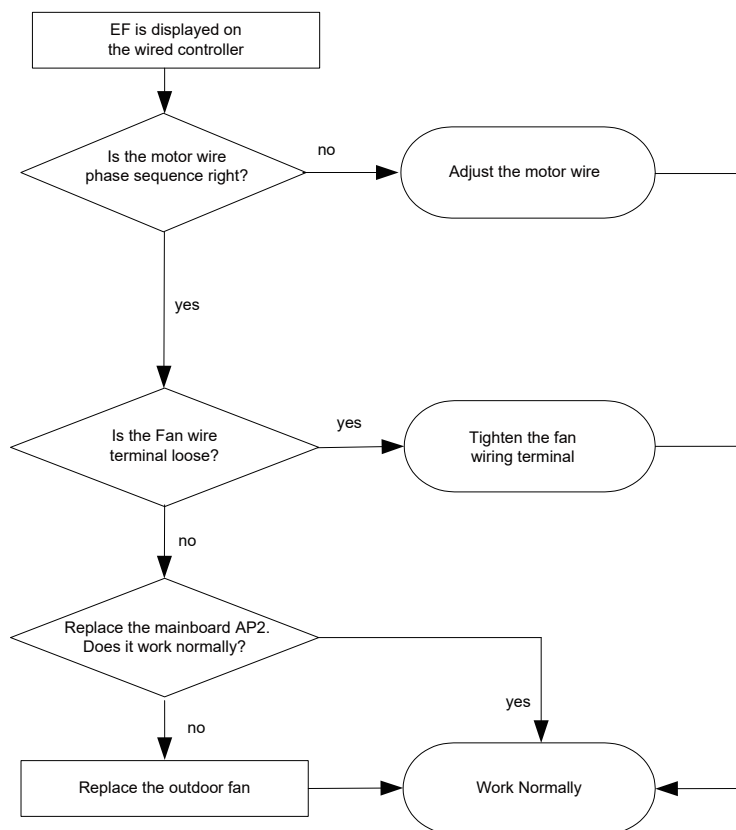 EF is displayed on
the wired controller
Is the motor wire
phase sequence right?
no
Adjust the motor wire
yes
Is the Fan wire
terminal loose?
yes
Tighten the fan
wiring terminal
no
Replace the mainboard AP2.
Does it work normally?
yes
no
Replace the outdoor fan
Work Normally